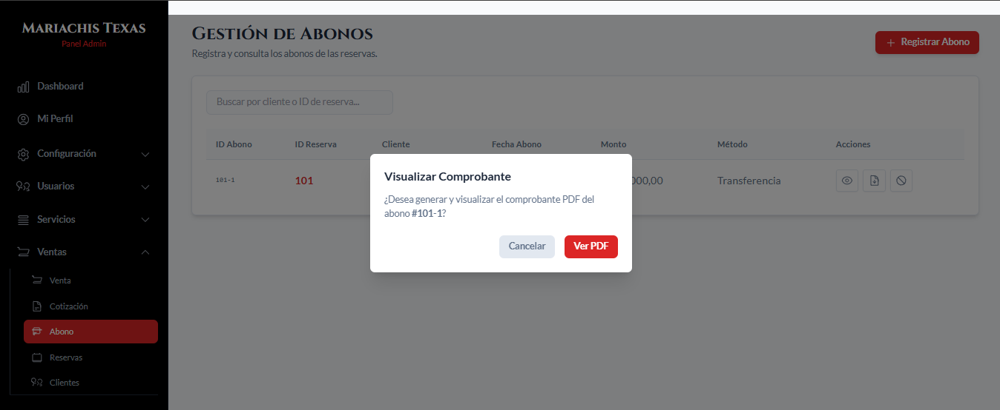 Mariachis Texas
Panel Admin
Dashboard
Mi Perfil
Configuración
Usuarios
Servicios
Ventas
Venta
Cotización
Abono
Reservas
Clientes
Gestión de Abonos
Registra y consulta los abonos de las reservas.
+ Registrar Abono
Buscar por cliente o ID de reserva...
ID Abono ID Reserva Cliente Fecha Abono Monto Método Acciones
101-1 101 000,00 Transferencia
Visualizar Comprobante
¿Desea generar y visualizar el comprobante PDF del
abono #101-1?
Cancelar Ver PDF